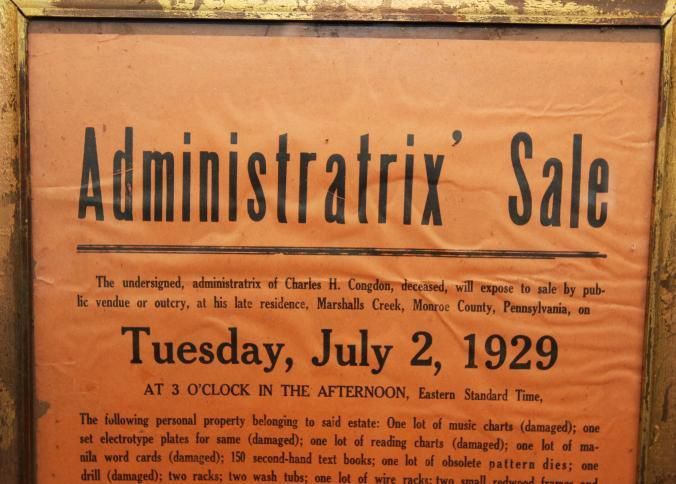 Administratrix' Sale
The undersigned, administratrix of Charles H. Congdon, deceased, will expose to sale by pub-
lic vendue or outcry, at his late residence, Marshalls Creek, Monroe County, Pennsylvania, on
Tuesday, July 2, 1929
AT 3 O'CLOCK IN THE AFTERNOON, Eastern Standard Time,
The following personal property belonging to said estate: One lot of music charts (damaged); one
set electrotype plates for same (damaged); one lot of reading charts (damaged); one lot of ma-
nila word cards (damaged); 150 second-hand text books; one lot of obsolete pattern dies; one
drill (damaged); two racks; two wash tubs; one lot of wire racks; two small redwood frames and